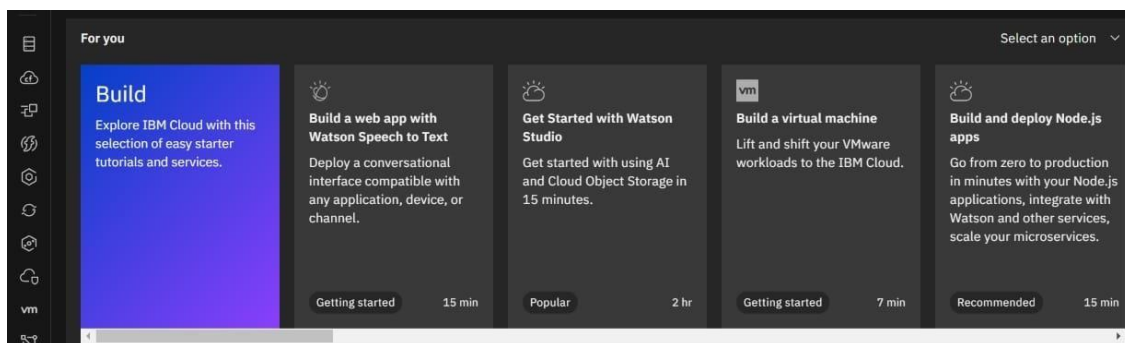 For you
Select an option
Build
Explore IBM Cloud with this
selection of easy starter
tutorials and services.
Build a web app with
Watson Speech to Text
Deploy a conversational
interface compatible with
any application, device, or
channel.
Getting started
15 min
Get Started with Watson
Studio
Get started with using AI
and Cloud Object Storage in
15 minutes.
Popular
2 hr
vm
Build a virtual machine
Lift and shift your VMware
workloads to the IBM Cloud.
Getting started
7 min
Build and deploy Node.js
apps
Go from zero to production
in minutes with your Node.js
applications, integrate with
Watson and other services,
scale your microservices.
Recommended
15 min
cf
vm